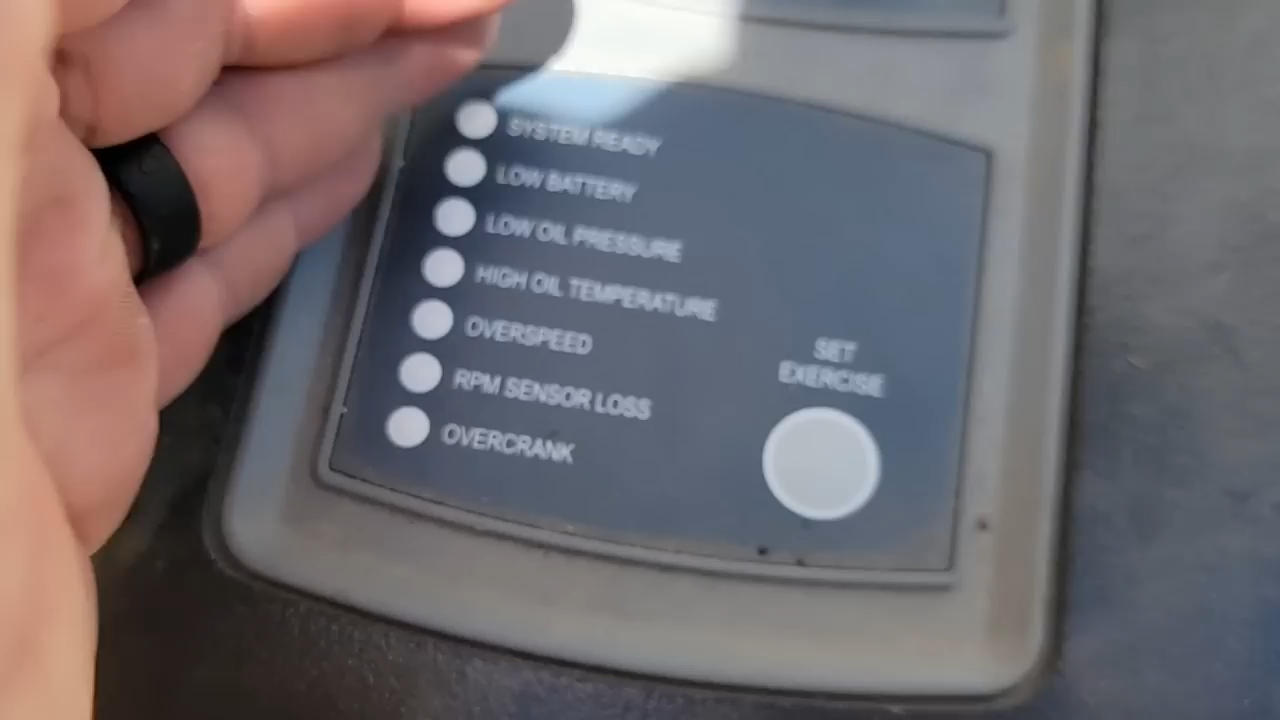 SYSTEM READY
LOW BATTERY
LOW OIL PRESSURE
HIGH OIL TEMPERATURE
OVERSPEED
RPM SENSOR LOSS
OVERCRANK
SET
EXERCISE